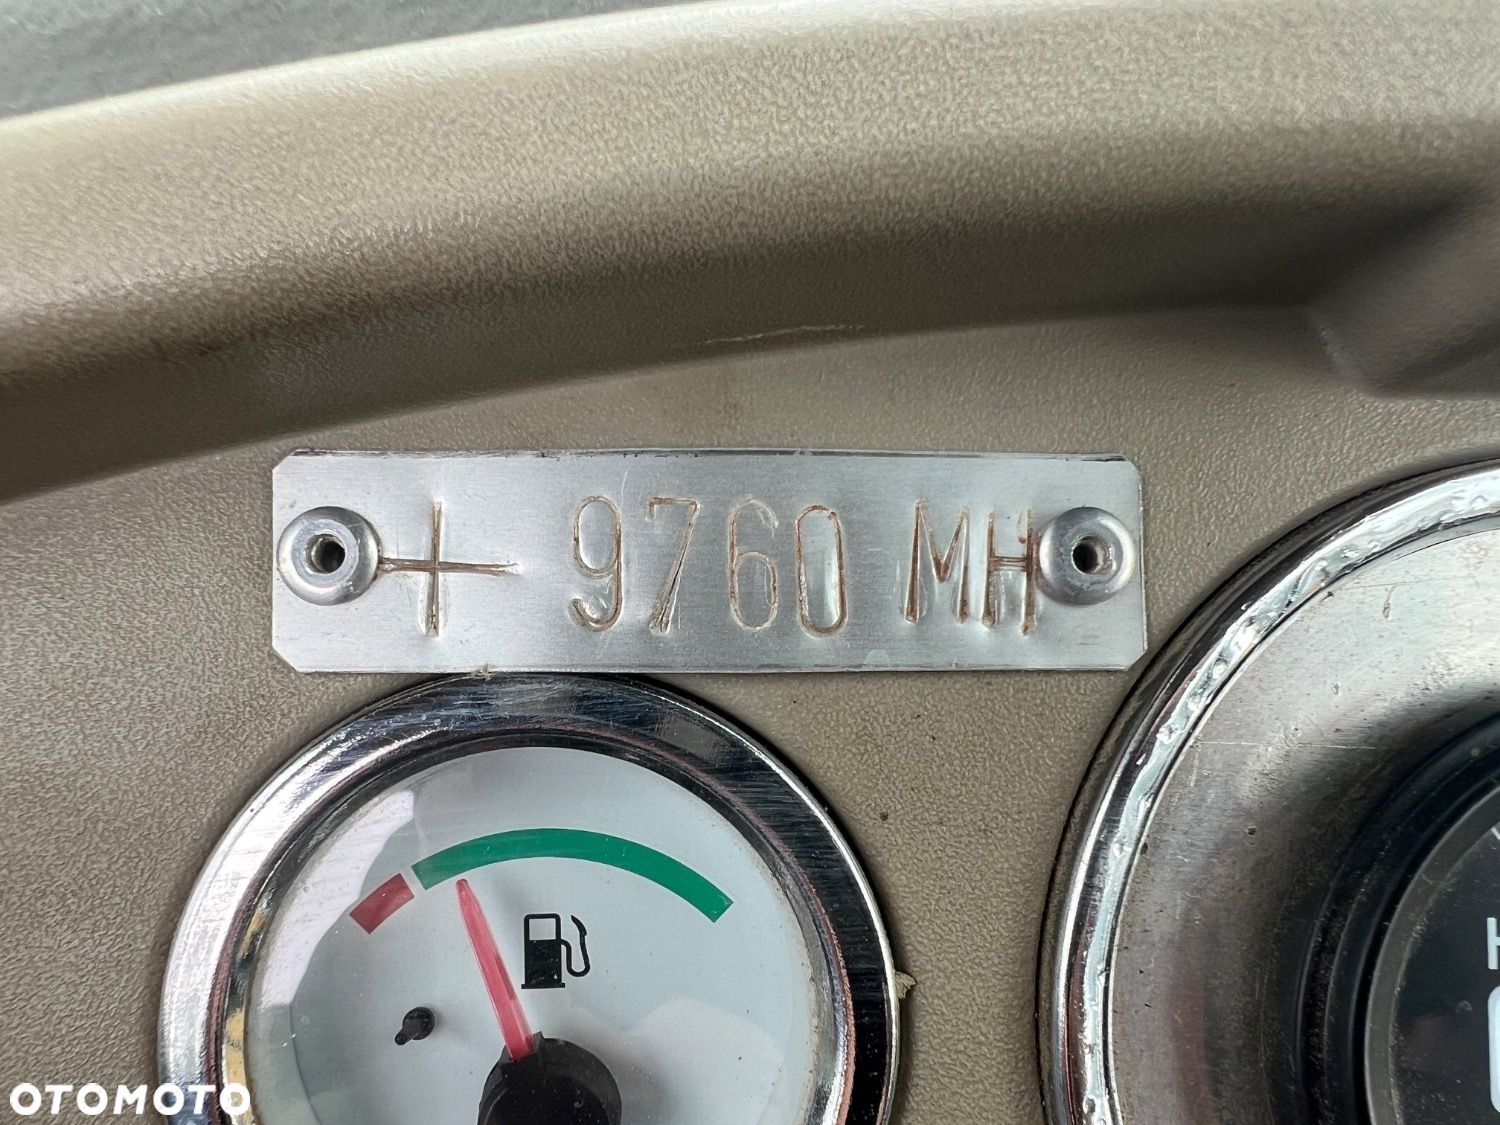 + 9760 MH
H
OTOMOTO